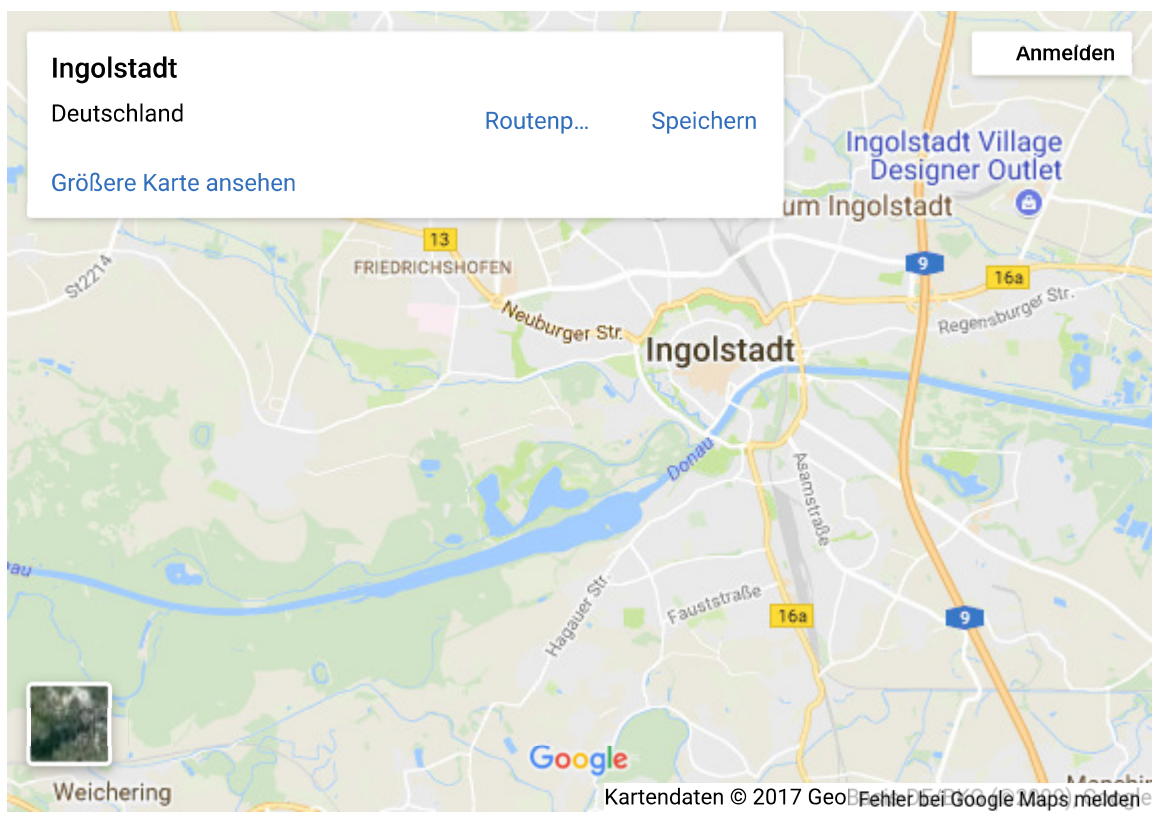 Ingolstadt
Anmelden
Deutschland
Routenp...
Speichern
Größere Karte ansehen
Ingolstadt Village
Designer Outlet
um Ingolstadt
13
FRIEDRICHSHOFEN
9
16a
St2214
Regensburger Str.
Neuburger Str.
Ingolstadt
Donau
Asamstraße
au
Hagauer Str.
Fauststraße
16a
9
Google
Weichering
Kartendaten © 2017 Geo
Fehler bei Google Maps melden